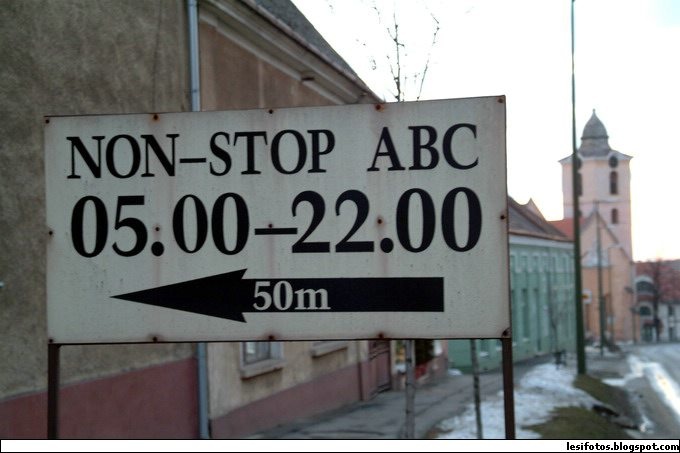 NON-STOP ABC
05.00-22.00
50m
lesifotos.blogspot.com